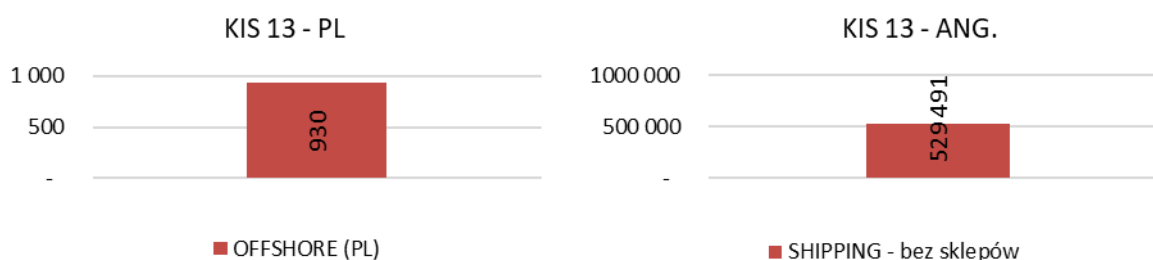 KIS 13 - PL
1 000
500
-
930
OFFSHORE (PL)
KIS 13 - ANG.
1000 000
500 000
-
529 491
SHIPPING - bez sklepów